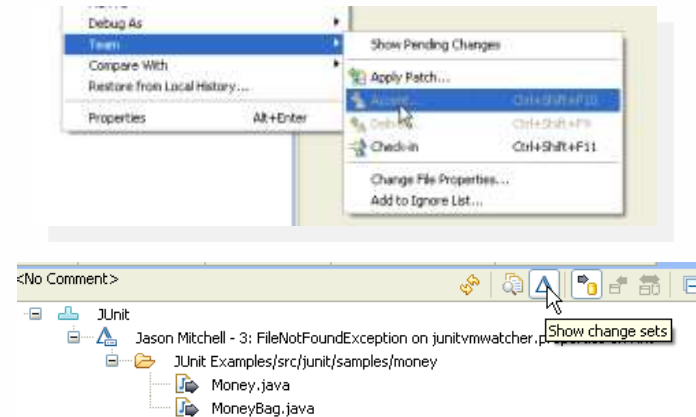 Debug As
Team
Show Pending Changes
Compare With
Apply Patch...
Restore from Local History...
Accept... Ctrl+Shift+F10
Properties Alt+Enter
Ctrl+Shift+F9
Check-in Ctrl+Shift+F11
Change File Properties...
Add to Ignore List...
<No Comment>
JUnit
Show change sets
Jason Mitchell - 3: FileNotFoundException on junitvmwatcher.
JUnit Examples/src/junit/samples/money
Money.java
MoneyBag.java